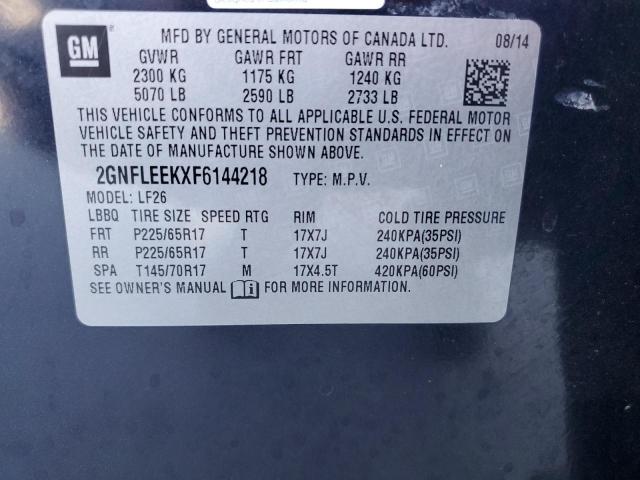 GM
MFD BY GENERAL MOTORS OF CANADA LTD. 08/14
GVWR GAWR FRT GAWR RR
2300 KG 1175 KG 1240 KG
5070 LB 2590 LB 2733 LB
THIS VEHICLE CONFORMS TO ALL APPLICABLE U.S. FEDERAL MOTOR
VEHICLE SAFETY AND THEFT PREVENTION STANDARDS IN EFFECT ON
THE DATE OF MANUFACTURE SHOWN ABOVE.
2GNFLEEKXF6144218 TYPE: M.P.V.
MODEL: LF26
LBBQ TIRE SIZE SPEED RTG RIM COLD TIRE PRESSURE
FRT P225/65R17 T 17X7J 240KPA(35PSI)
RR P225/65R17 T 17X7J 240KPA(35PSI)
SPA T145/70R17 M 17X4.5T 420KPA(60PSI)
SEE OWNER'S MANUAL FOR MORE INFORMATION.